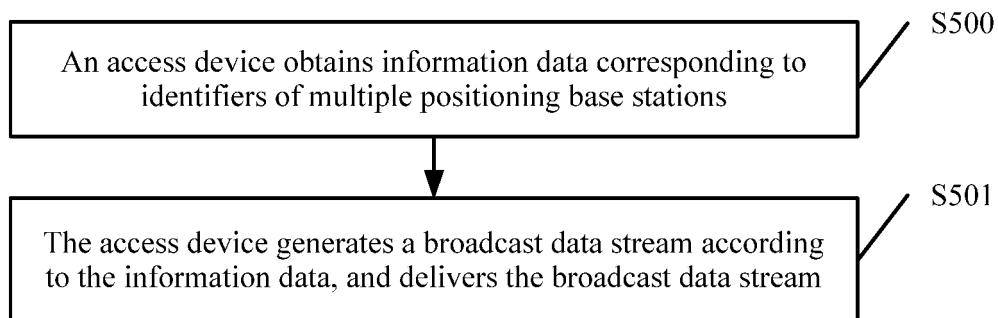 S500
An access device obtains information data corresponding to
identifiers of multiple positioning base stations
S501
The access device generates a broadcast data stream according
to the information data, and delivers the broadcast data stream